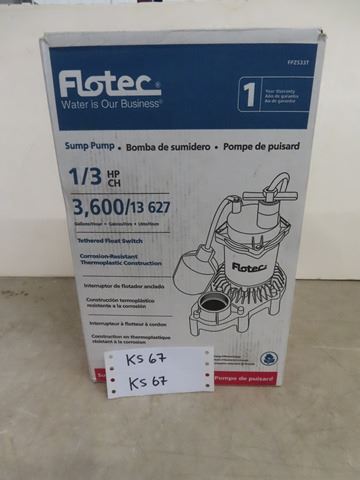 FPZS33T
Flotec®
Water is Our Business®
1 Year Warranty
Año de garantía
An de garantie
Sump Pump • Bomba de sumidero • Pompe de puisard
1/3 HP
CH
3,600/13 627
Gallons/Hour • Galones/Hora • Litre/Heure
Tethered Float Switch
Corrosion-Resistant
Thermoplastic Construction
Interruptor de flotador anclado
Construcción termoplástica
resistente a la corrosión
Interrupteur à flotteur à cordon
Construction en thermoplastique
résistant à la corrosion
Flotec
KS 67
KS 67
Su
Pompe de puisard